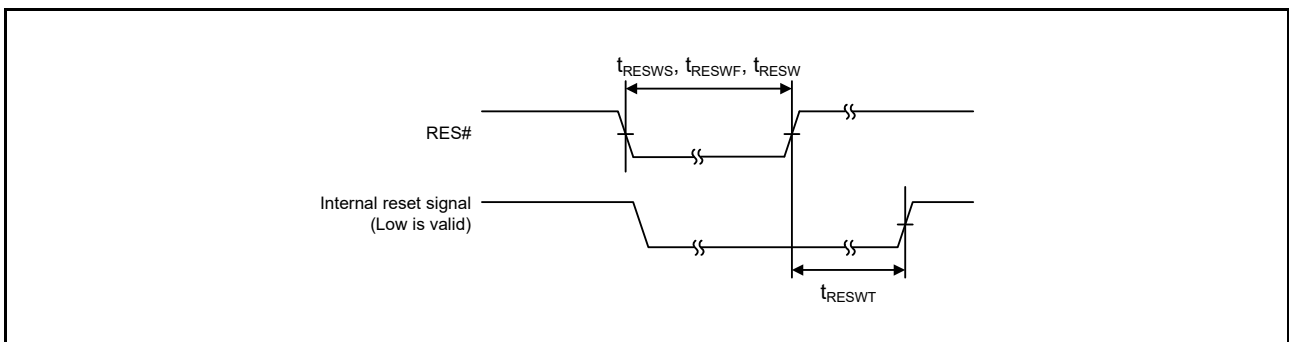 tRESWS, tRESWF, tRESW
RES#
Internal reset signal
(Low is valid)
tRESWT